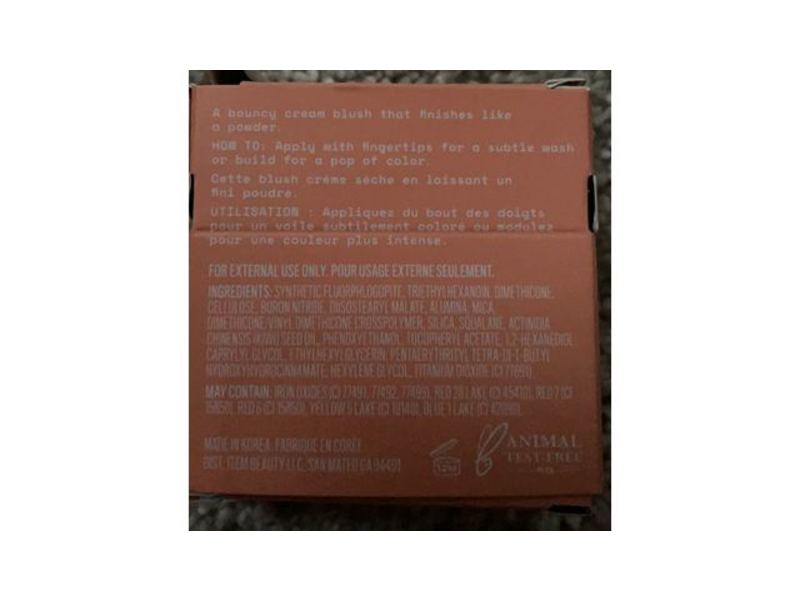 A bouncy cream blush that finishes like
a powder.
HOW TO: Apply with fingertips for a subtle wash
or build for a pop of color.
Cette blush crème sèche en laissant un
fini poudré.
UTILISATION : Appliquez du bout des doigts
pour un voile subtilement coloré ou modulez
pour une couleur plus intense.
FOR EXTERNAL USE ONLY. POUR USAGE EXTERNE SEULEMENT.
INGREDIENTS: SYNTHETIC FLUORPHLOGOPITE, TRIETHYLHEXANOIN, DIMETHICONE,
CELLULOSE, BORON NITRIDE, DIISOSTEARYL MALATE, ALUMINA, MICA,
DIMETHICONE/VINYL DIMETHICONE CROSSPOLYMER, SILICA, SQUALANE, ACTINIDIA
CHINENSIS (KIWI) SEED OIL, PHENOXYETHANOL, TOCOPHERYL ACETATE, 1,2-HEXANEDIOL,
CAPRYLYL GLYCOL, ETHYLHEXYLGLYCERIN, PENTAERYTHRITYL TETRA-DI-T-BUTYL
HYDROXYHYDROCINNAMATE, HEXYLENE GLYCOL, TITANIUM DIOXIDE (CI 77891).
MAY CONTAIN: IRON OXIDES (CI 77491, 77492, 77499), RED 28 LAKE (CI 45410), RED 7 (CI
15850), RED 6 (CI 15850), YELLOW 5 LAKE (CI 19140), BLUE 1 LAKE (CI 42090).
MADE IN KOREA. FABRIQUE EN CORÉE
DIST. ITEM BEAUTY LLC, SAN MATEO CA 94401
12M
ANIMAL
TEST-FREE